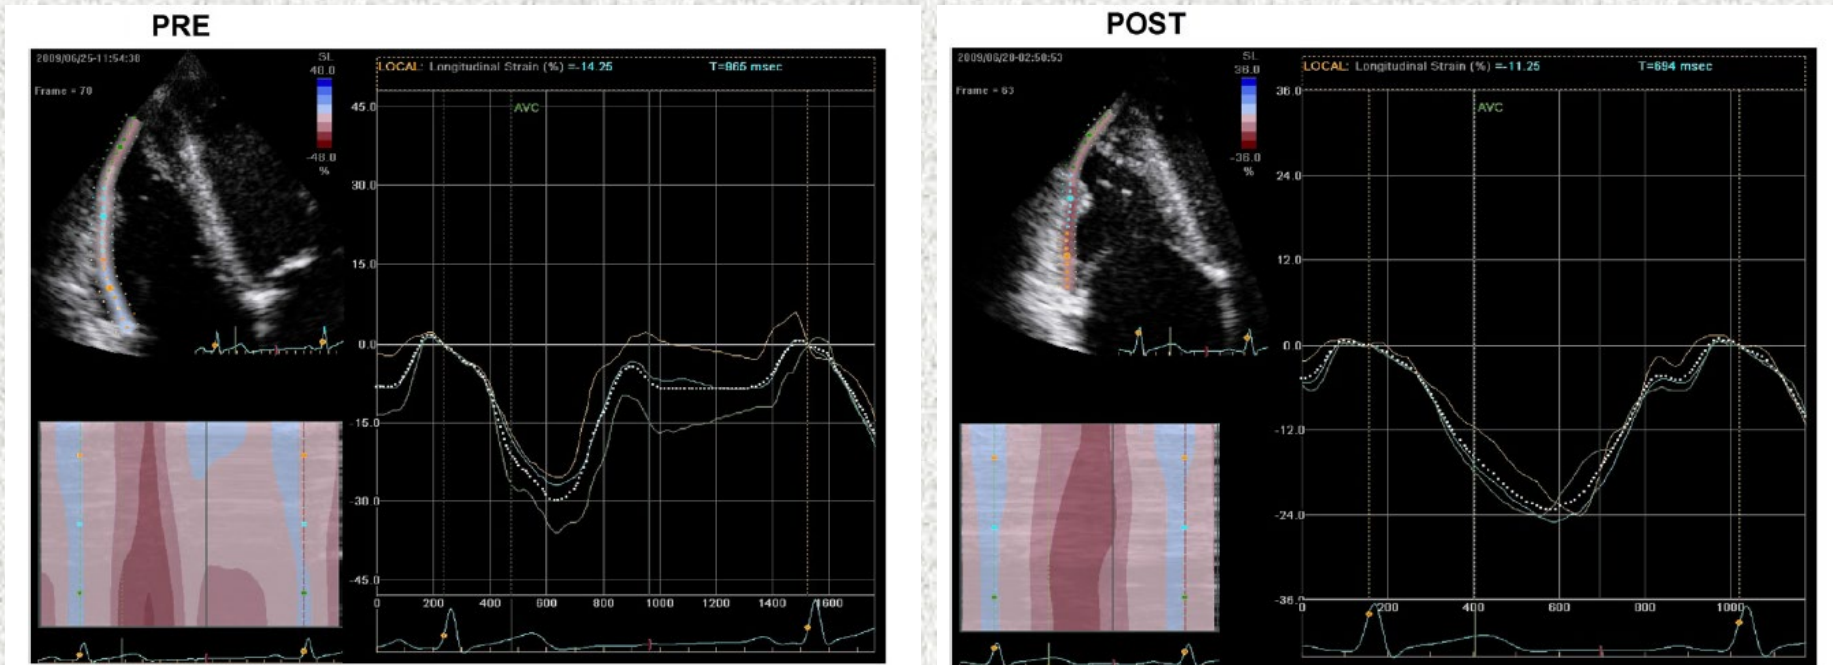 PRE
2009/06/25-11:54:38
SL
40.0
Frame = 70
-48.0
%
LOCAL: Longitudinal Strain (%) =-14.25 T=965 msec
AVC
45.0
30.0
15.0
0.0
-15.0
-30.0
-45.0
0 200 400 600 800 1000 1200 1400 1600
POST
SL
36.0
Frame = 63
-36.0
%
LOCAL: Longitudinal Strain (%) =-11.25 T=694 msec
AVC
36.0
24.0
12.0
0.0
-12.0
-24.0
-36.0
0 200 400 600 800 1000